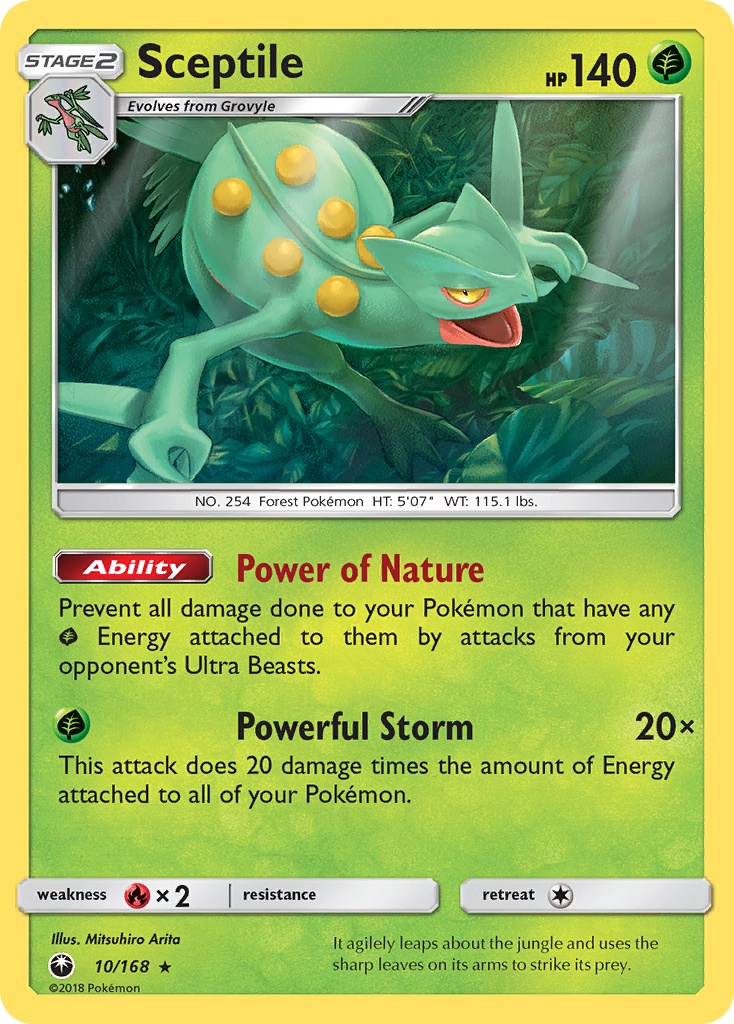 STAGE2 Sceptile HP 140
Evolves from Grovyle
NO. 254 Forest Pokémon HT: 5'07" WT: 115.1 lbs.
Ability Power of Nature
Prevent all damage done to your Pokémon that have any
Energy attached to them by attacks from your
opponent's Ultra Beasts.
Powerful Storm 20×
This attack does 20 damage times the amount of Energy
attached to all of your Pokémon.
weakness × 2 resistance retreat
Illus. Mitsuhiro Arita
10/168 ★
©2018 Pokémon
It agilely leaps about the jungle and uses the
sharp leaves on its arms to strike its prey.